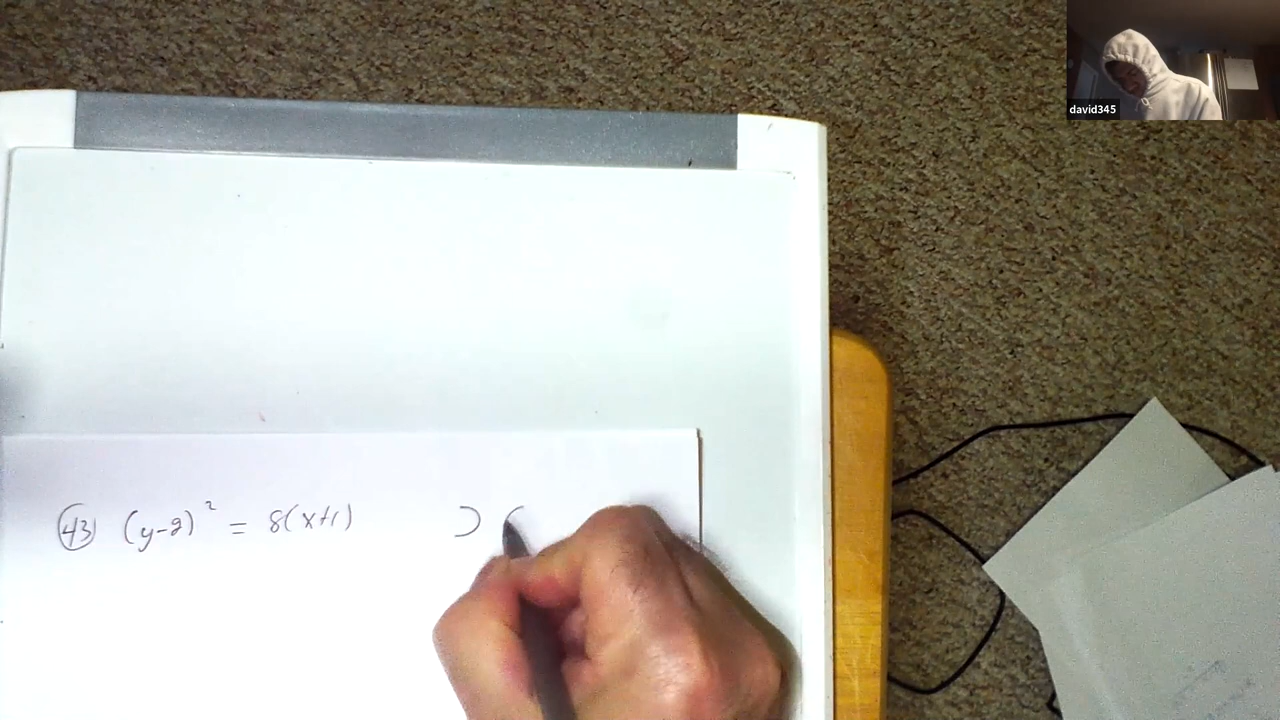 david345
43 (y-2)² = 8(x+1) ) (